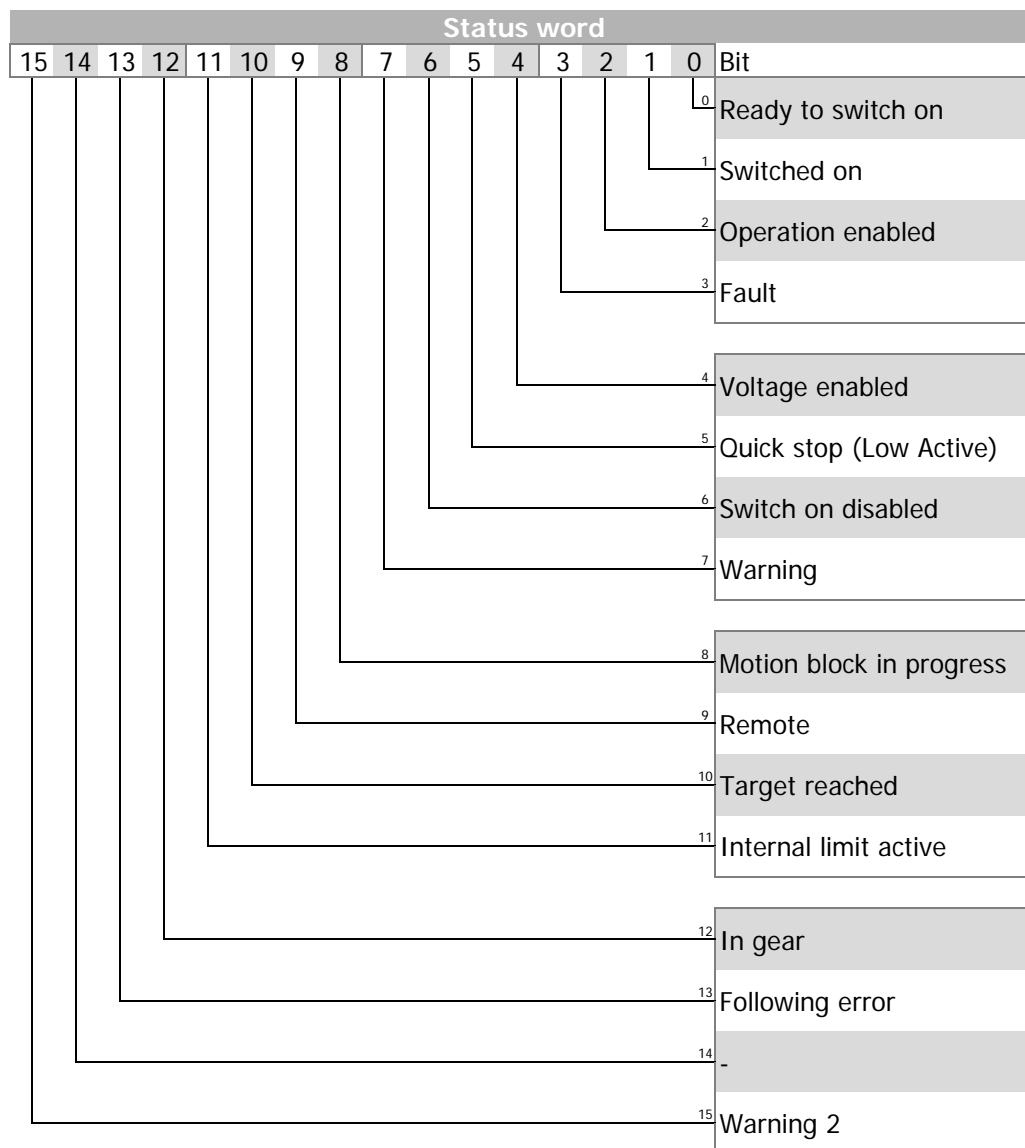 Status word
15 14 13 12 11 10 9 8 7 6 5 4 3 2 1 0 Bit
0 Ready to switch on
1 Switched on
2 Operation enabled
3 Fault
4 Voltage enabled
5 Quick stop (Low Active)
6 Switch on disabled
7 Warning
8 Motion block in progress
9 Remote
10 Target reached
11 Internal limit active
12 In gear
13 Following error
14 -
15 Warning 2